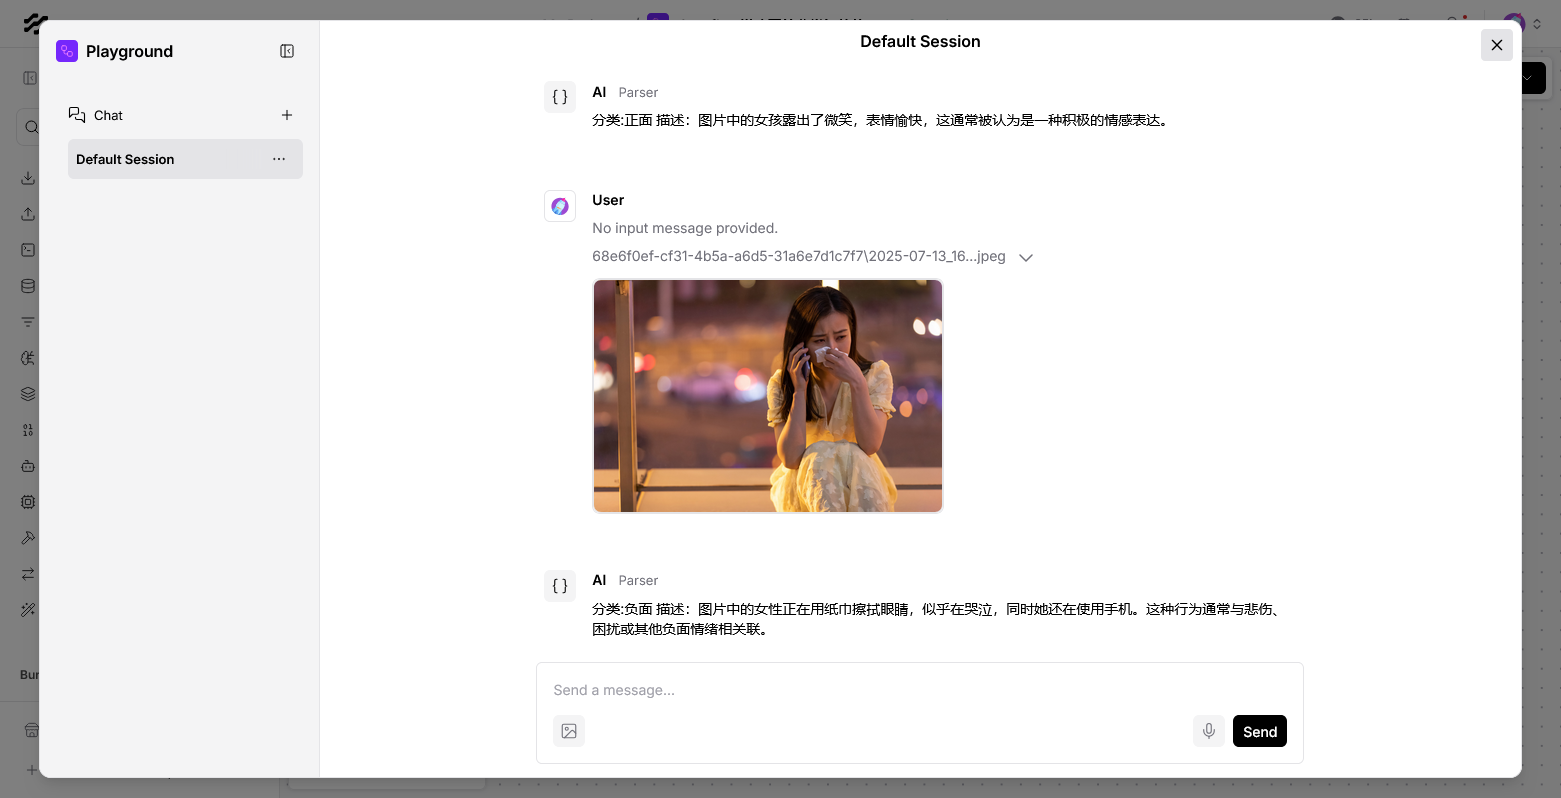 Playground
Default Session
Chat
Default Session
AI Parser
分类:正面 描述：图片中的女孩露出了微笑，表情愉快，这通常被认为是一种积极的情感表达。
User
No input message provided.
68e6f0ef-cf31-4b5a-a6d5-31a6e7d1c7f7\2025-07-13_16...jpeg
AI Parser
分类:负面 描述：图片中的女性正在用纸巾擦拭眼睛，似乎在哭泣，同时她还在使用手机。这种行为通常与悲伤、
困扰或其他负面情绪相关联。
Send a message...
Send
Bun